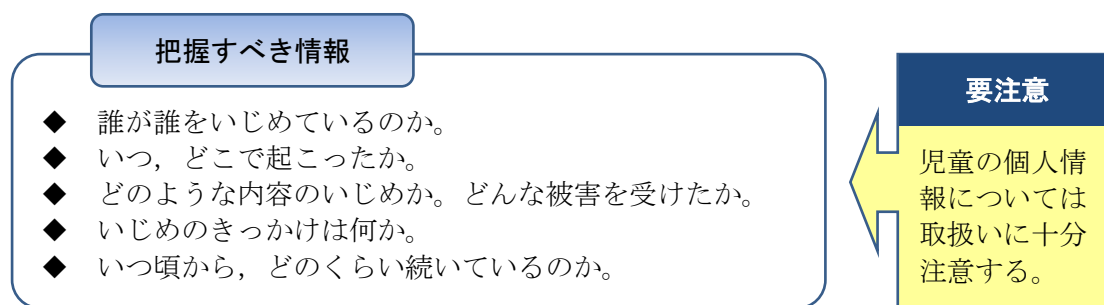 把握すべき情報
◆ 誰が誰をいじめているのか。
◆ いつ，どこで起こったか。
◆ どのような内容のいじめか。どんな被害を受けたか。
◆ いじめのきっかけは何か。
◆ いつ頃から，どのくらい続いているのか。
要注意
児童の個人情
報については
取扱いに十分
注意する。